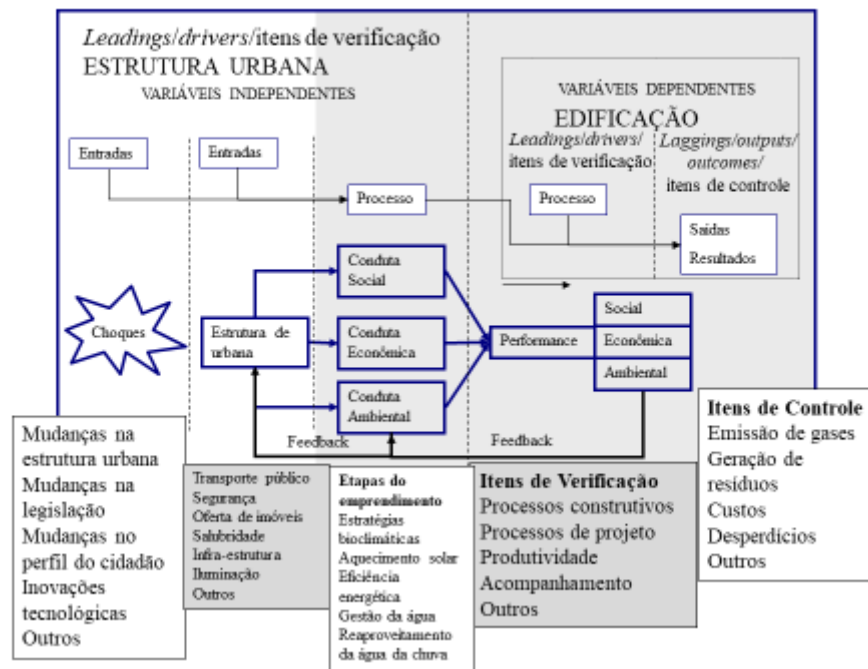 Leadings/drivers/itens de verificação
ESTRUTURA URBANA
VARIÁVEIS INDEPENDENTES
VARIÁVEIS DEPENDENTES
EDIFICAÇÃO
Leadings/drivers/
itens de verificação
Laggings/outputs/
outcomes/
itens de controle
Entradas
Entradas
Processo
Processo
Saídas
Resultados
Choques
Estrutura de
urbana
Conduta
Social
Conduta
Econômica
Conduta
Ambiental
Performance
Social
Econômica
Ambiental
Feedback
Feedback
Mudanças na
estrutura urbana
Mudanças na
legislação
Mudanças no
perfil do cidadão
Inovações
tecnológicas
Outros
Transporte público
Segurança
Oferta de imóveis
Salubridade
Infra-estrutura
Iluminação
Outros
Etapas do
emprendimento
Estratégias
bioclimáticas
Aquecimento solar
Eficiência
energética
Gestão da água
Reaproveitamento
da água da chuva
Itens de Verificação
Processos construtivos
Processos de projeto
Produtividade
Acompanhamento
Outros
Itens de Controle
Emissão de gases
Geração de
resíduos
Custos
Desperdícios
Outros